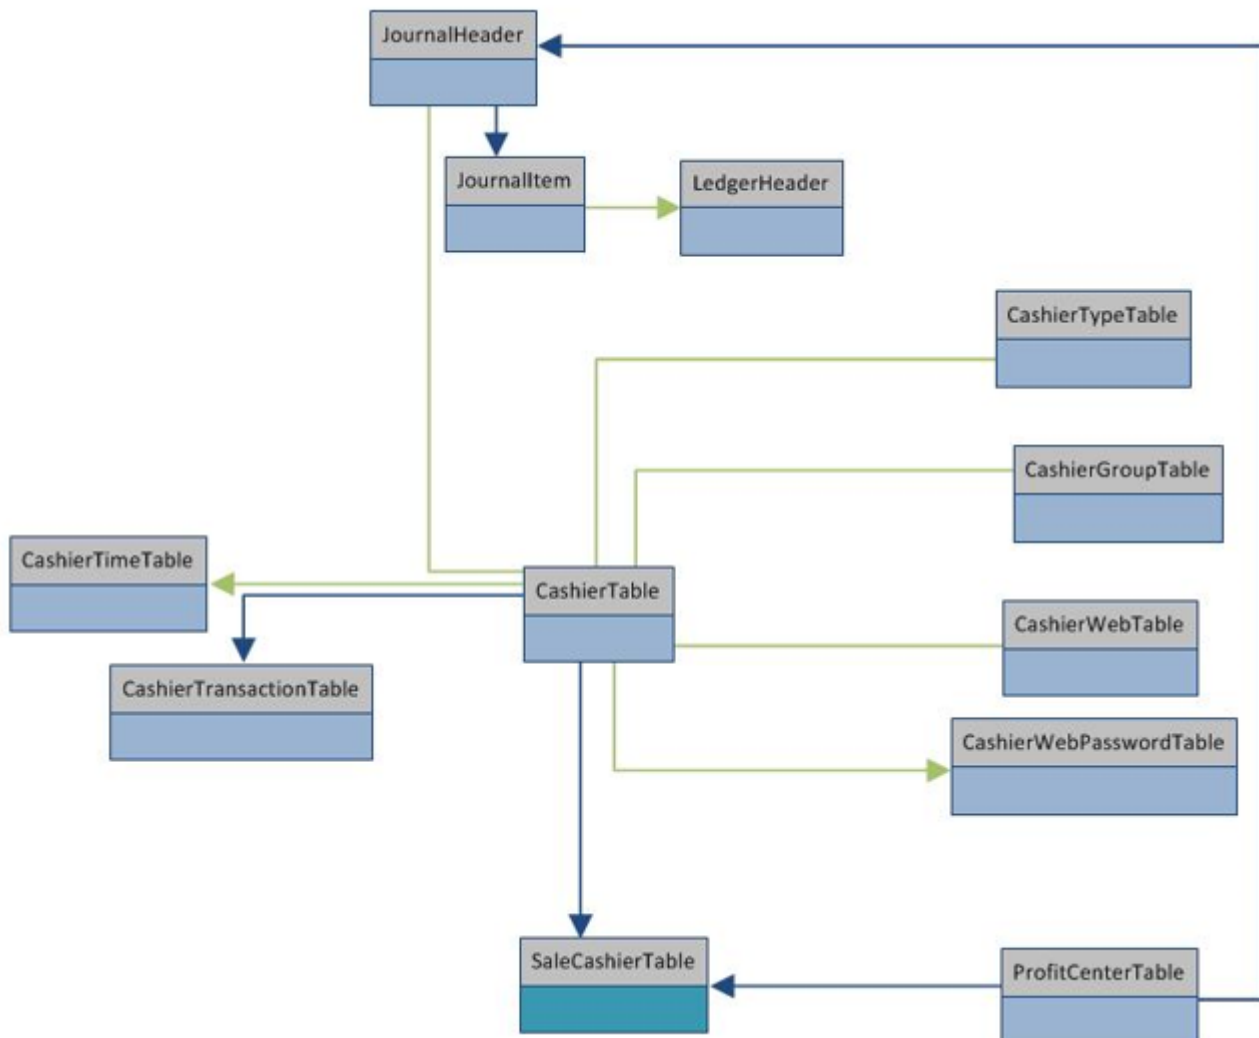 JournalHeader
JournalItem
LedgerHeader
CashierTypeTable
CashierGroupTable
CashierTimeTable
CashierTable
CashierWebTable
CashierTransactionTable
CashierWebPasswordTable
SaleCashierTable
ProfitCenterTable